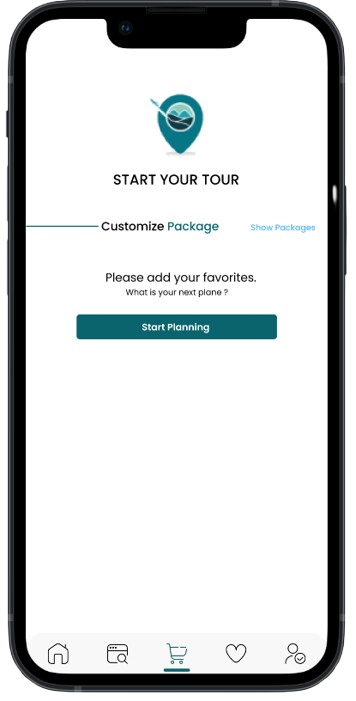 START YOUR TOUR
Customize Package
Show Packages
Please add your favorites.
What is your next plane ?
Start Planning